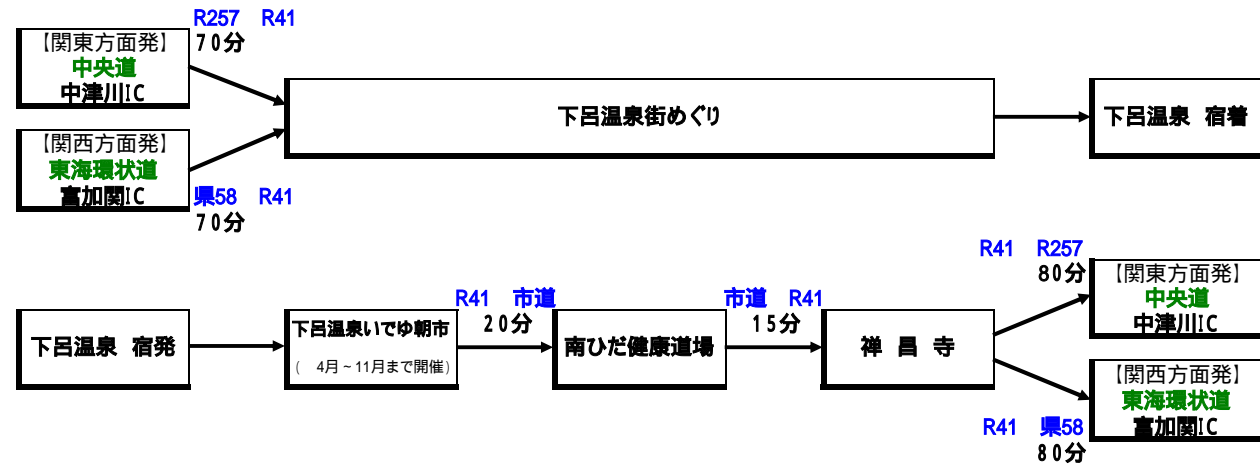 R257 R41
70分
【関東方面発】
中央道
中津川IC
【関西方面発】
東海環状道
富加関IC
県58 R41
70分
下呂温泉街めぐり
下呂温泉 宿着
下呂温泉 宿発
下呂温泉いでゆ朝市
( 4月~11月まで開催)
R41 市道
20分
南ひだ健康道場
市道 R41
15分
禅昌寺
R41 R257
80分
【関東方面発】
中央道
中津川IC
【関西方面発】
東海環状道
富加関IC
R41 県58
80分